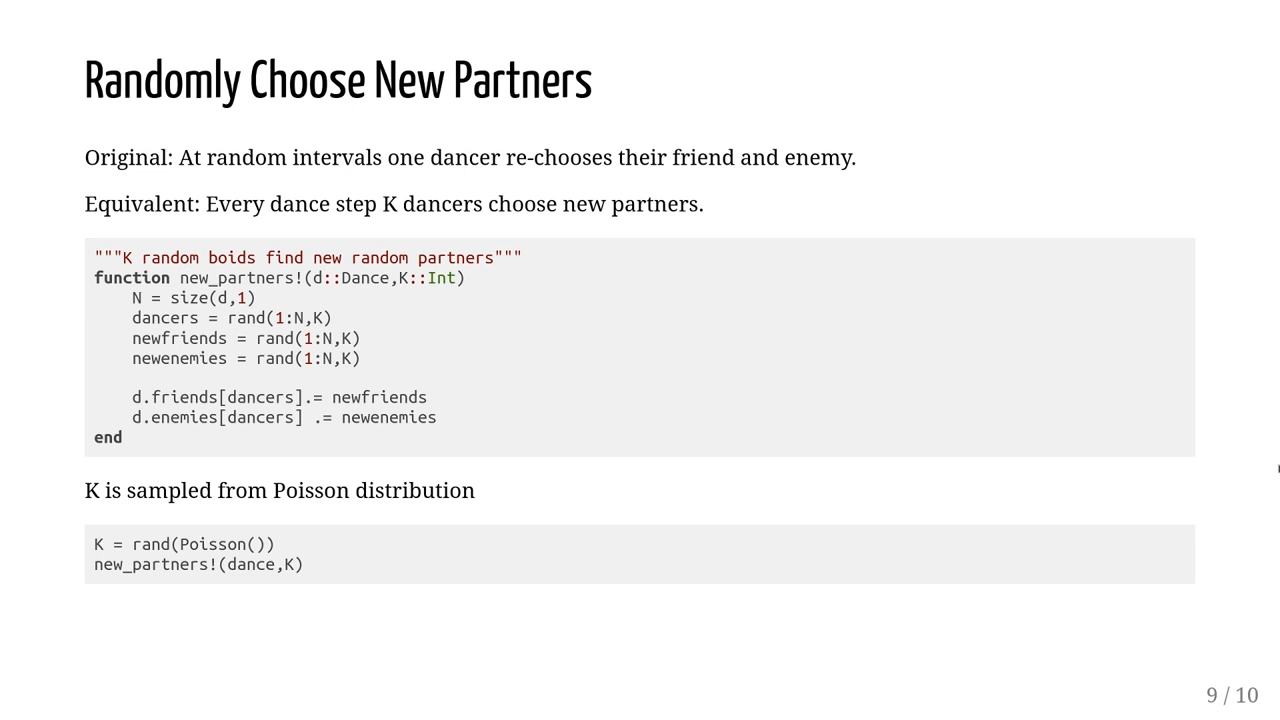 Randomly Choose New Partners
Original: At random intervals one dancer re-chooses their friend and enemy.
Equivalent: Every dance step K dancers choose new partners.
"""K random boids find new random partners"""
function new_partners!(d::Dance,K::Int)
    N = size(d,1)
    dancers = rand(1:N,K)
    newfriends = rand(1:N,K)
    newenemies = rand(1:N,K)
    d.friends[dancers].= newfriends
    d.enemies[dancers] .= newenemies
end
K is sampled from Poisson distribution
K = rand(Poisson())
new_partners!(dance,K)
9 / 10